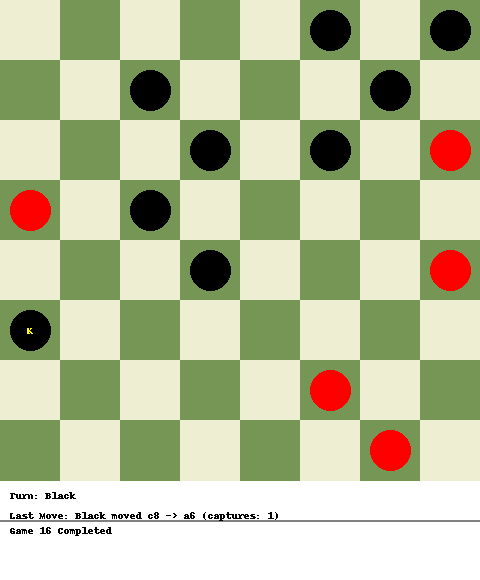 K
Turn: Black
Last Move: Black moved c8 -> a6 (captures: 1)
Game 16 Completed